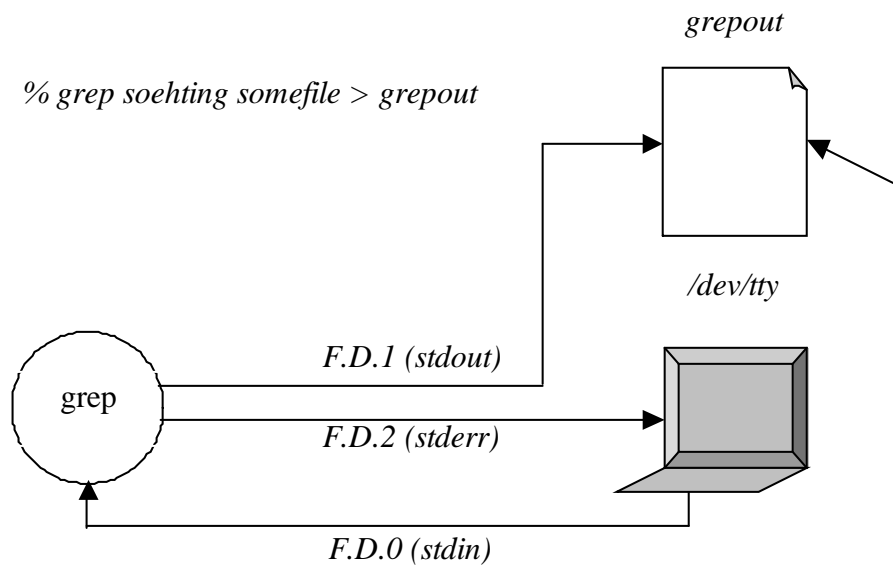 grepout
% grep soehting somefile > grepout
/dev/tty
F.D.1 (stdout)
grep
F.D.2 (stderr)
F.D.0 (stdin)